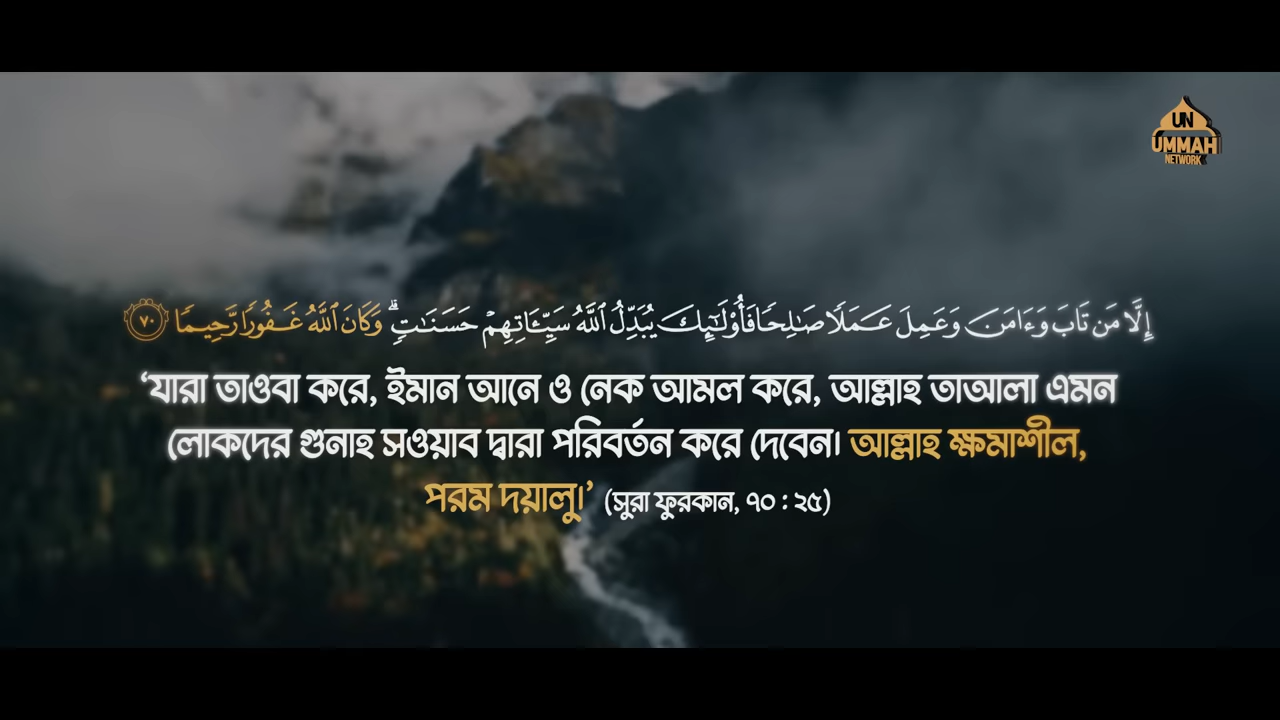 UN
UMMAH
NETWORK
إِلَّا مَن تَابَ وَءَامَنَ وَعَمِلَ عَمَلًا صَـٰلِحًا فَأُو۟لَـٰٓئِكَ يُبَدِّلُ ٱللَّهُ سَيِّـَٔاتِهِمْ حَسَنَـٰتٍ ۗ وَكَانَ ٱللَّهُ غَفُورًا رَّحِيمًا ٧٠
‘যারা তাওবা করে, ঈমান আনে ও নেক আমল করে, আল্লাহ তাআলা এমন
লোকদের গুনাহ সওয়াব দ্বারা পরিবর্তন করে দেবেন। আল্লাহ ক্ষমাশীল,
পরম দয়ালু।’ (সুরা ফুরকান, ৭০ : ২৫)